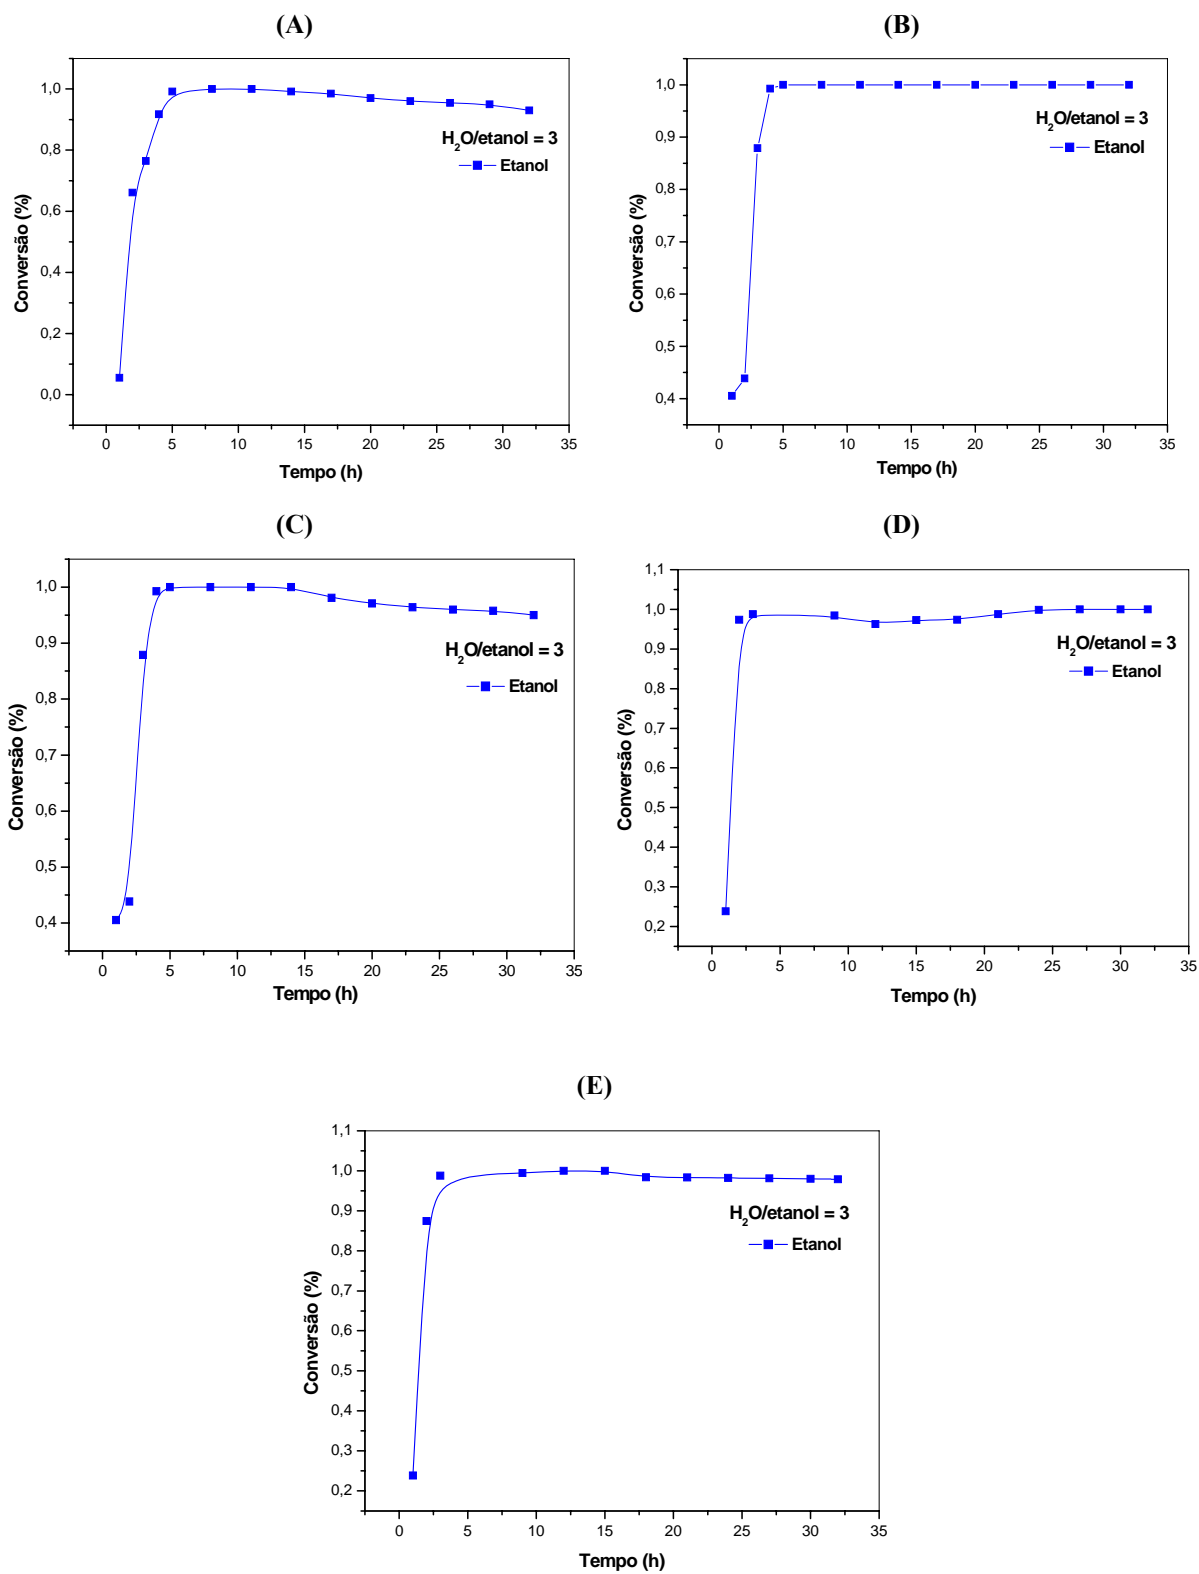 (A)
Conversão (%)
1,0
0,8
0,6
0,4
0,2
0,0
H₂O/etanol = 3
Etanol
0 5 10 15 20 25 30 35
Tempo (h)
(B)
Conversão (%)
1,0
0,9
0,8
0,7
0,6
0,5
0,4
H₂O/etanol = 3
Etanol
0 5 10 15 20 25 30 35
Tempo (h)
(C)
Conversão (%)
1,0
0,9
0,8
0,7
0,6
0,5
0,4
H₂O/etanol = 3
Etanol
0 5 10 15 20 25 30 35
Tempo (h)
(D)
Conversão (%)
1,1
1,0
0,9
0,8
0,7
0,6
0,5
0,4
0,3
0,2
H₂O/etanol = 3
Etanol
0 5 10 15 20 25 30 35
Tempo (h)
(E)
Conversão (%)
1,1
1,0
0,9
0,8
0,7
0,6
0,5
0,4
0,3
0,2
H₂O/etanol = 3
Etanol
0 5 10 15 20 25 30 35
Tempo (h)